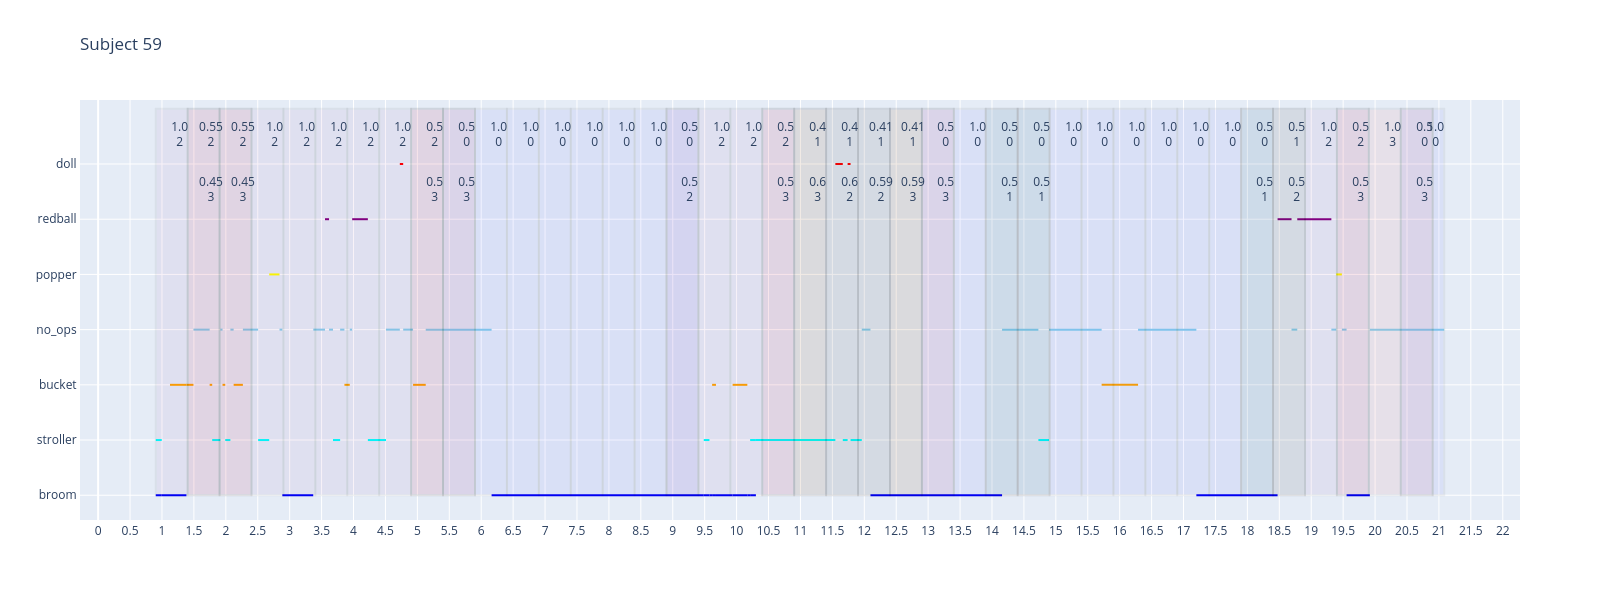 Subject 59
1.0 0.55 0.55 1.0 1.0 1.0 1.0 1.0 0.5 0.5 1.0 1.0 1.0 1.0 1.0 1.0 0.5 1.0 1.0 0.5 0.4 0.4 0.41 0.41 0.5 1.0 0.5 0.5 1.0 1.0 1.0 1.0 1.0 1.0 0.5 0.5 1.0 0.5 1.0 0.5 1.0
2 2 2 2 2 2 2 2 2 0 0 0 0 0 0 0 0 2 2 2 1 1 1 1 0 0 0 0 0 0 0 0 0 0 0 1 2 2 3 0 0
doll
0.45 0.45 0.5 0.5 0.5 0.5 0.6 0.6 0.59 0.59 0.5 0.5 0.5 0.5 0.5 0.5 0.5
3 3 3 3 2 3 3 2 2 3 3 1 1 1 2 3 3
redball
popper
no_ops
bucket
stroller
broom
0 0.5 1 1.5 2 2.5 3 3.5 4 4.5 5 5.5 6 6.5 7 7.5 8 8.5 9 9.5 10 10.5 11 11.5 12 12.5 13 13.5 14 14.5 15 15.5 16 16.5 17 17.5 18 18.5 19 19.5 20 20.5 21 21.5 22